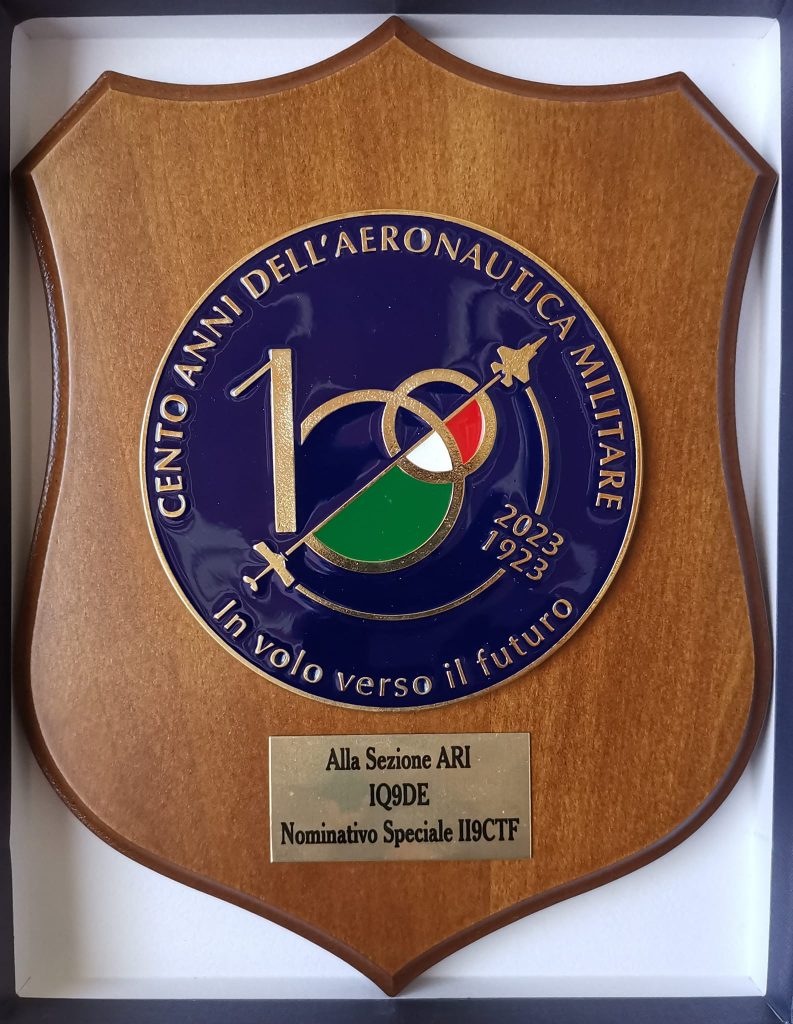 CENTO ANNI DELL'AERONAUTICA MILITARE
100
2023
1923
In volo verso il futuro
Alla Sezione ARI
IQ9DE
Nominativo Speciale II9CTF